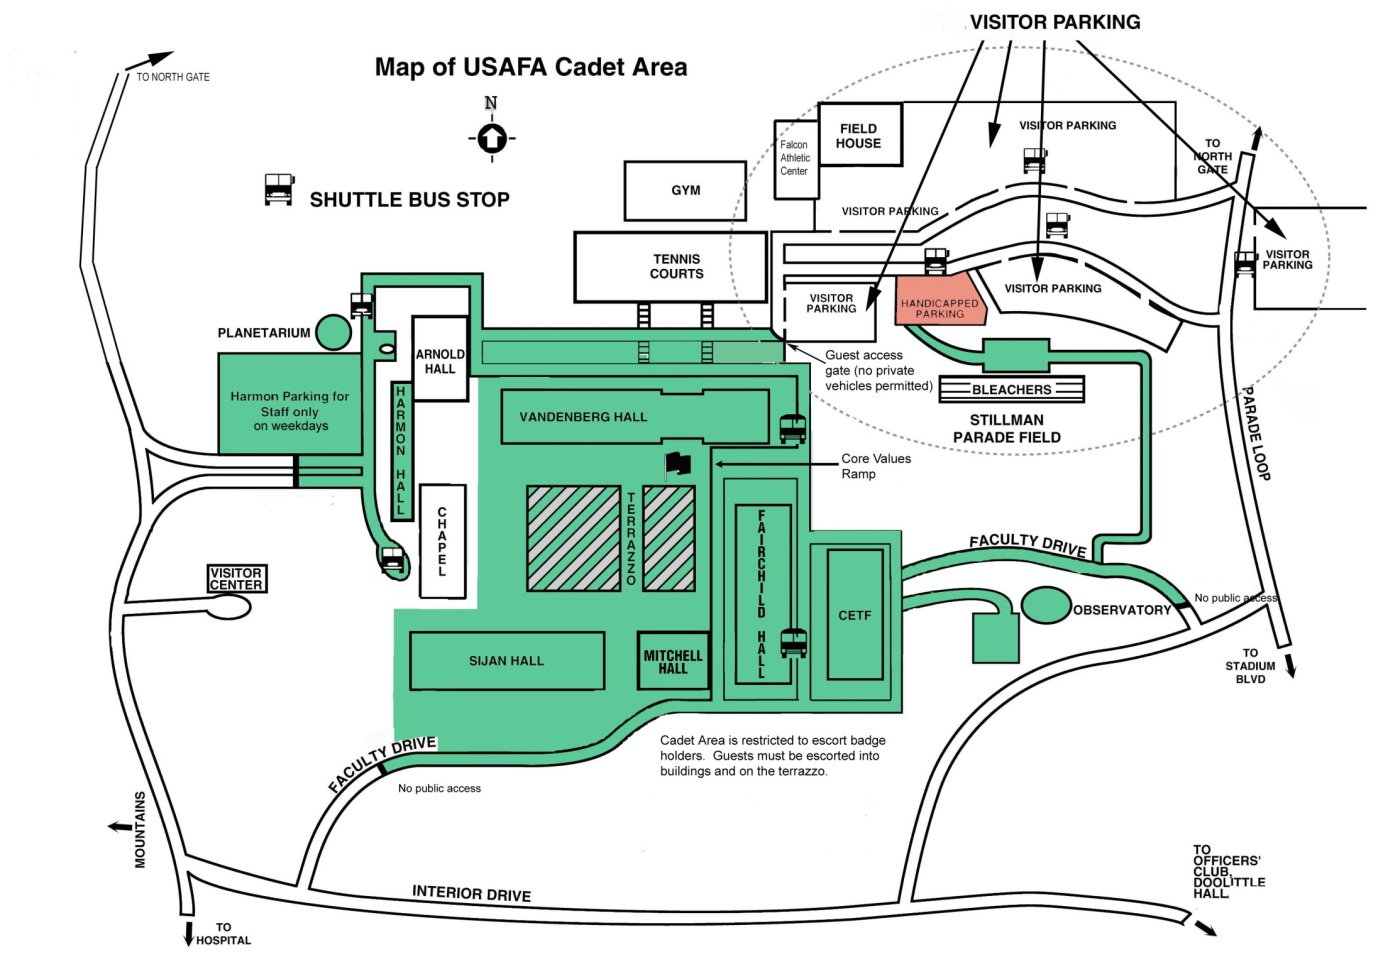 VISITOR PARKING
Map of USAFA Cadet Area
TO NORTH GATE
N
SHUTTLE BUS STOP
FIELD
HOUSE
Falcon
Athletic
Center
VISITOR PARKING
TO
NORTH
GATE
GYM
VISITOR PARKING
TENNIS
COURTS
VISITOR
PARKING
VISITOR PARKING
VISITOR
PARKING
HANDICAPPED
PARKING
PLANETARIUM
ARNOLD
HALL
Guest access
gate (no private
vehicles permitted)
BLEACHERS
STILLMAN
PARADE FIELD
PARADE LOOP
Harmon Parking for
Staff only
on weekdays
HARMON HALL
VANDENBERG HALL
Core Values
Ramp
CHAPEL
TERRAZZO
FAIRCHILD HALL
FACULTY DRIVE
VISITOR
CENTER
No public access
OBSERVATORY
CETF
SIJAN HALL
MITCHELL
HALL
TO
STADIUM
BLVD
FACULTY DRIVE
Cadet Area is restricted to escort badge
holders. Guests must be escorted into
buildings and on the terrazzo.
No public access
MOUNTAINS
INTERIOR DRIVE
TO
OFFICERS'
CLUB,
DOOLITTLE
HALL
TO
HOSPITAL